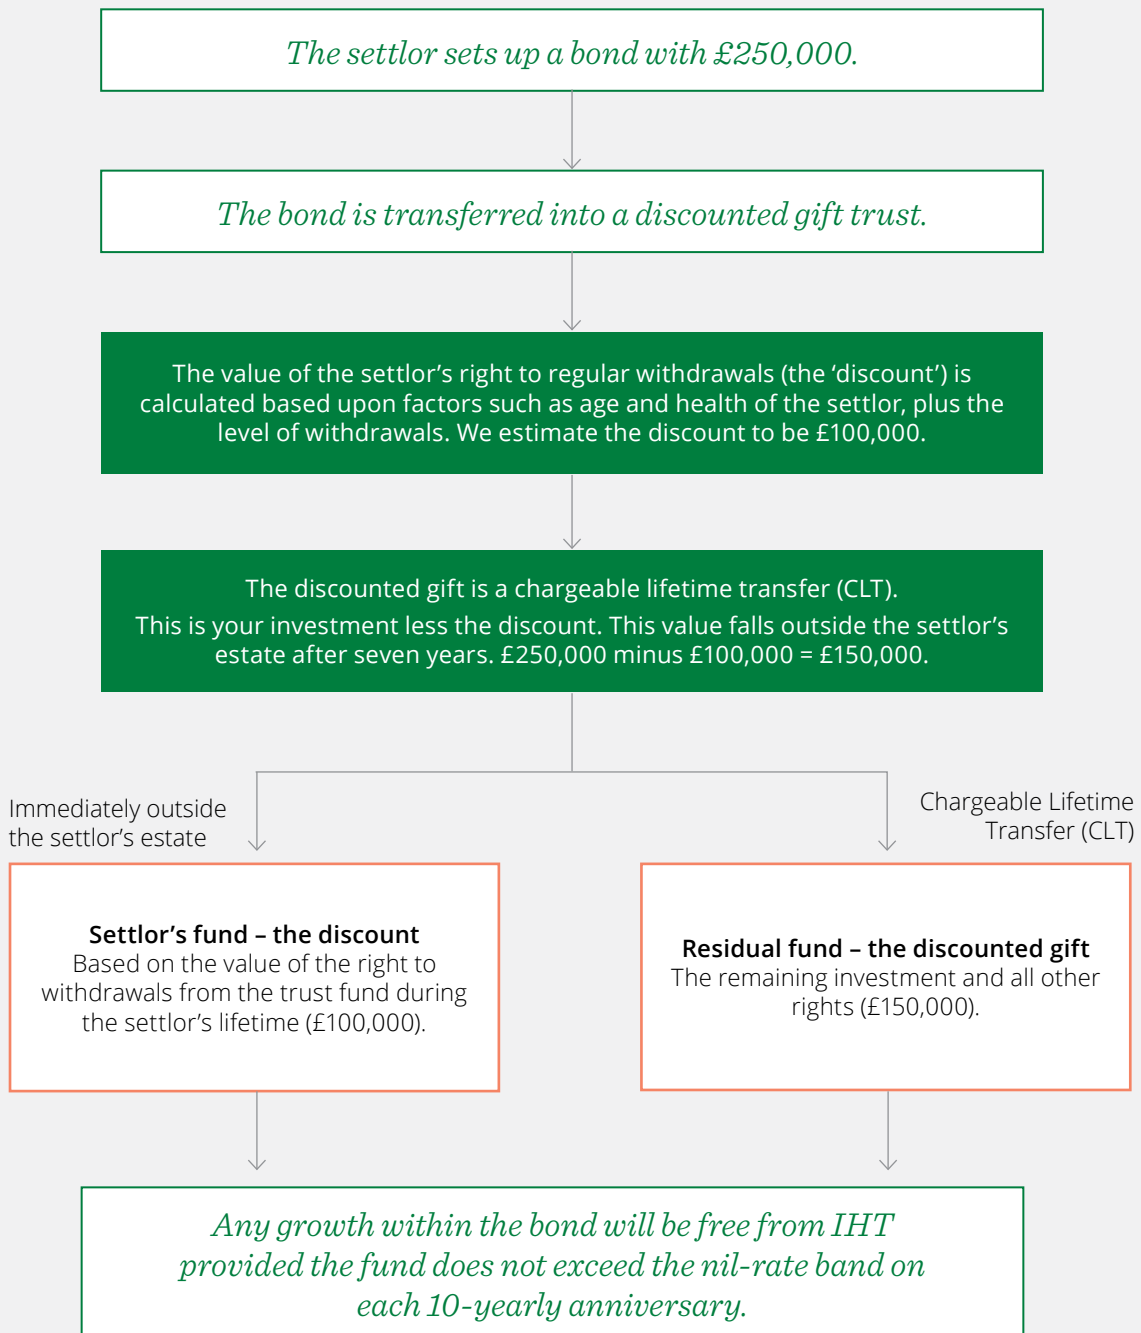 The settlor sets up a bond with £250,000.
The bond is transferred into a discounted gift trust.
The value of the settlor’s right to regular withdrawals (the ‘discount’) is
calculated based upon factors such as age and health of the settlor, plus the
level of withdrawals. We estimate the discount to be £100,000.
The discounted gift is a chargeable lifetime transfer (CLT).
This is your investment less the discount. This value falls outside the settlor’s
estate after seven years. £250,000 minus £100,000 = £150,000.
Immediately outside
the settlor’s estate
Chargeable Lifetime
Transfer (CLT)
Settlor’s fund – the discount
Based on the value of the right to
withdrawals from the trust fund during
the settlor’s lifetime (£100,000).
Residual fund – the discounted gift
The remaining investment and all other
rights (£150,000).
Any growth within the bond will be free from IHT
provided the fund does not exceed the nil-rate band on
each 10-yearly anniversary.